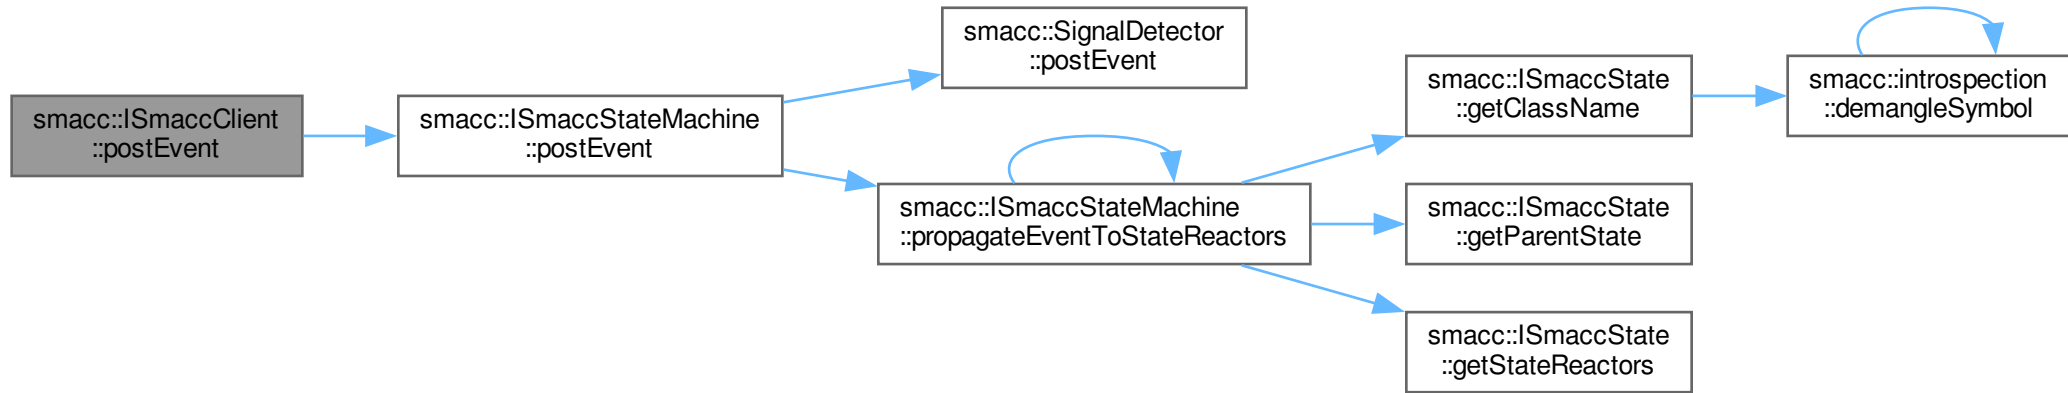 smacc::ISmaccClient
::postEvent
smacc::ISmaccStateMachine
::postEvent
smacc::SignalDetector
::postEvent
smacc::ISmaccStateMachine
::propagateEventToStateReactors
smacc::ISmaccState
::getClassName
smacc::introspection
::demangleSymbol
smacc::ISmaccState
::getParentState
smacc::ISmaccState
::getStateReactors